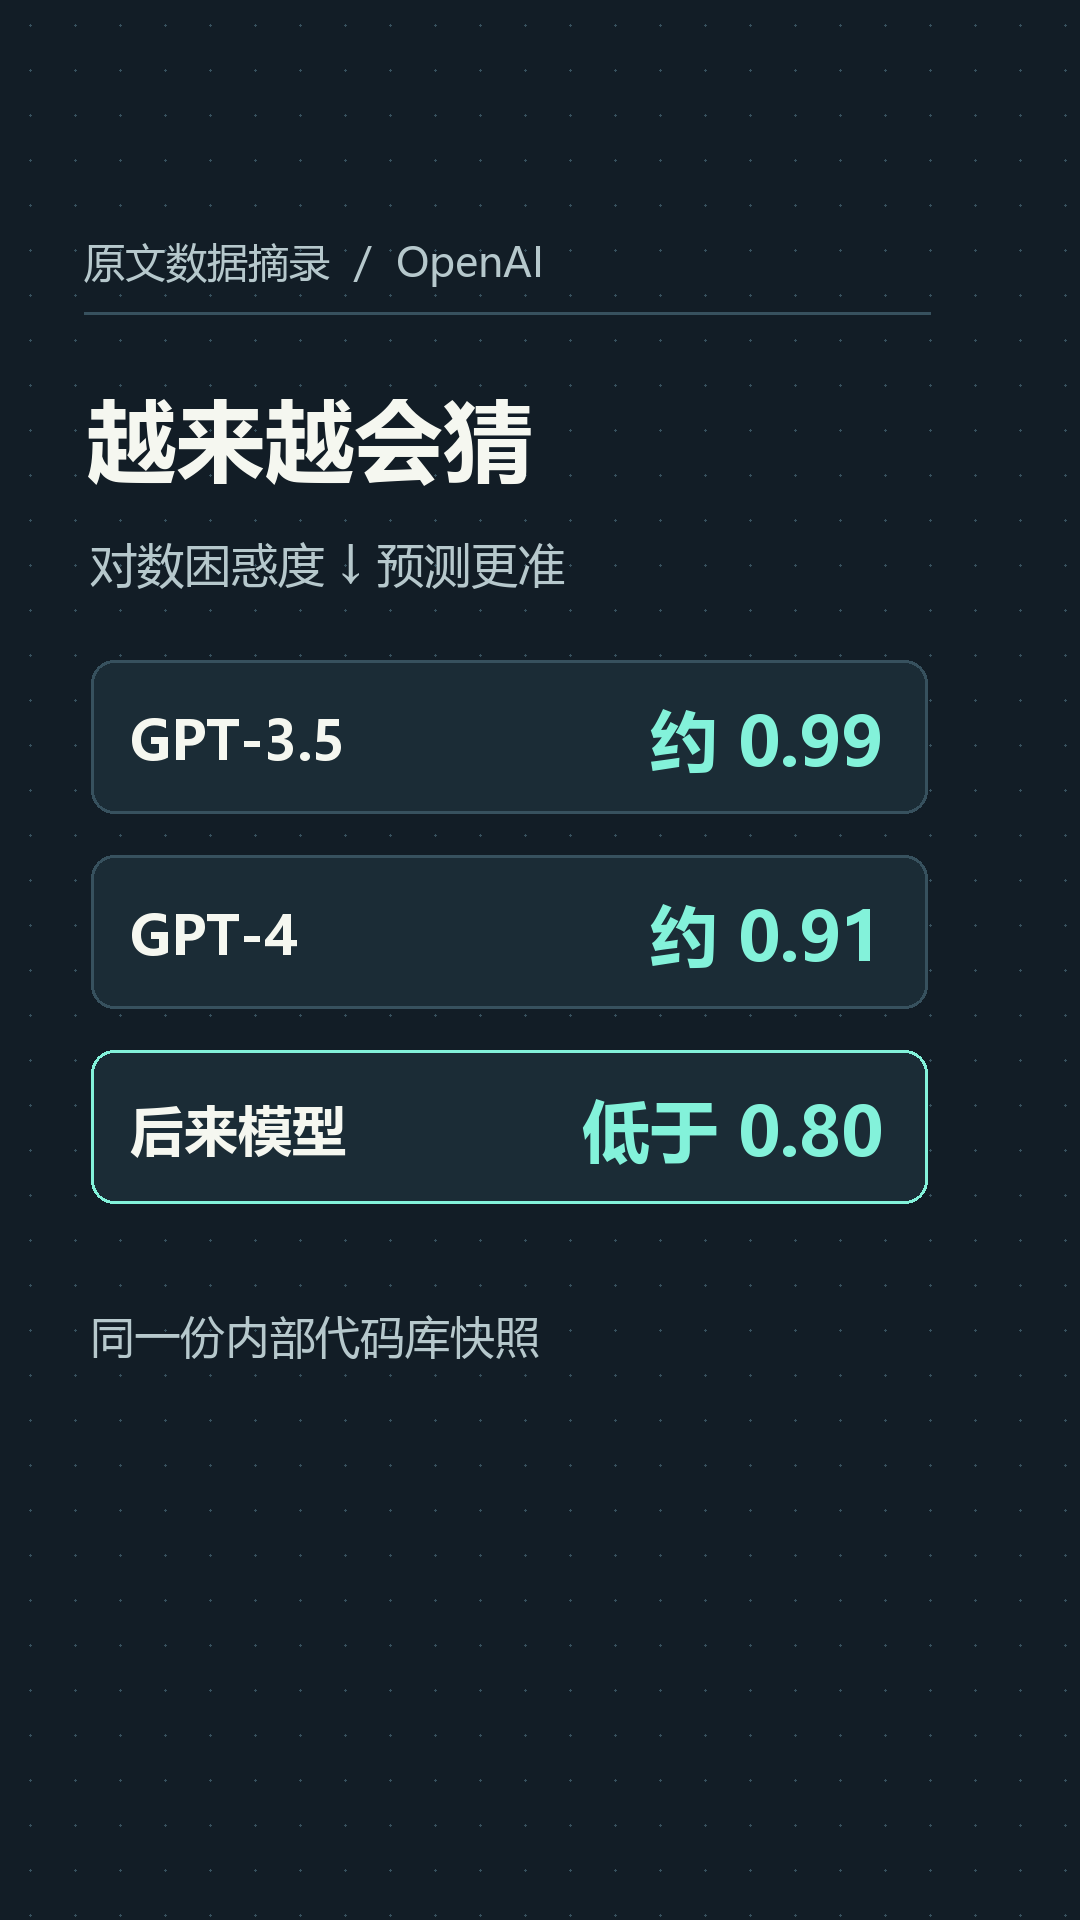 原文数据摘录 / OpenAI
越来越会猜
对数困惑度↓预测更准
GPT-3.5 约 0.99
GPT-4 约 0.91
后来模型 低于 0.80
同一份内部代码库快照